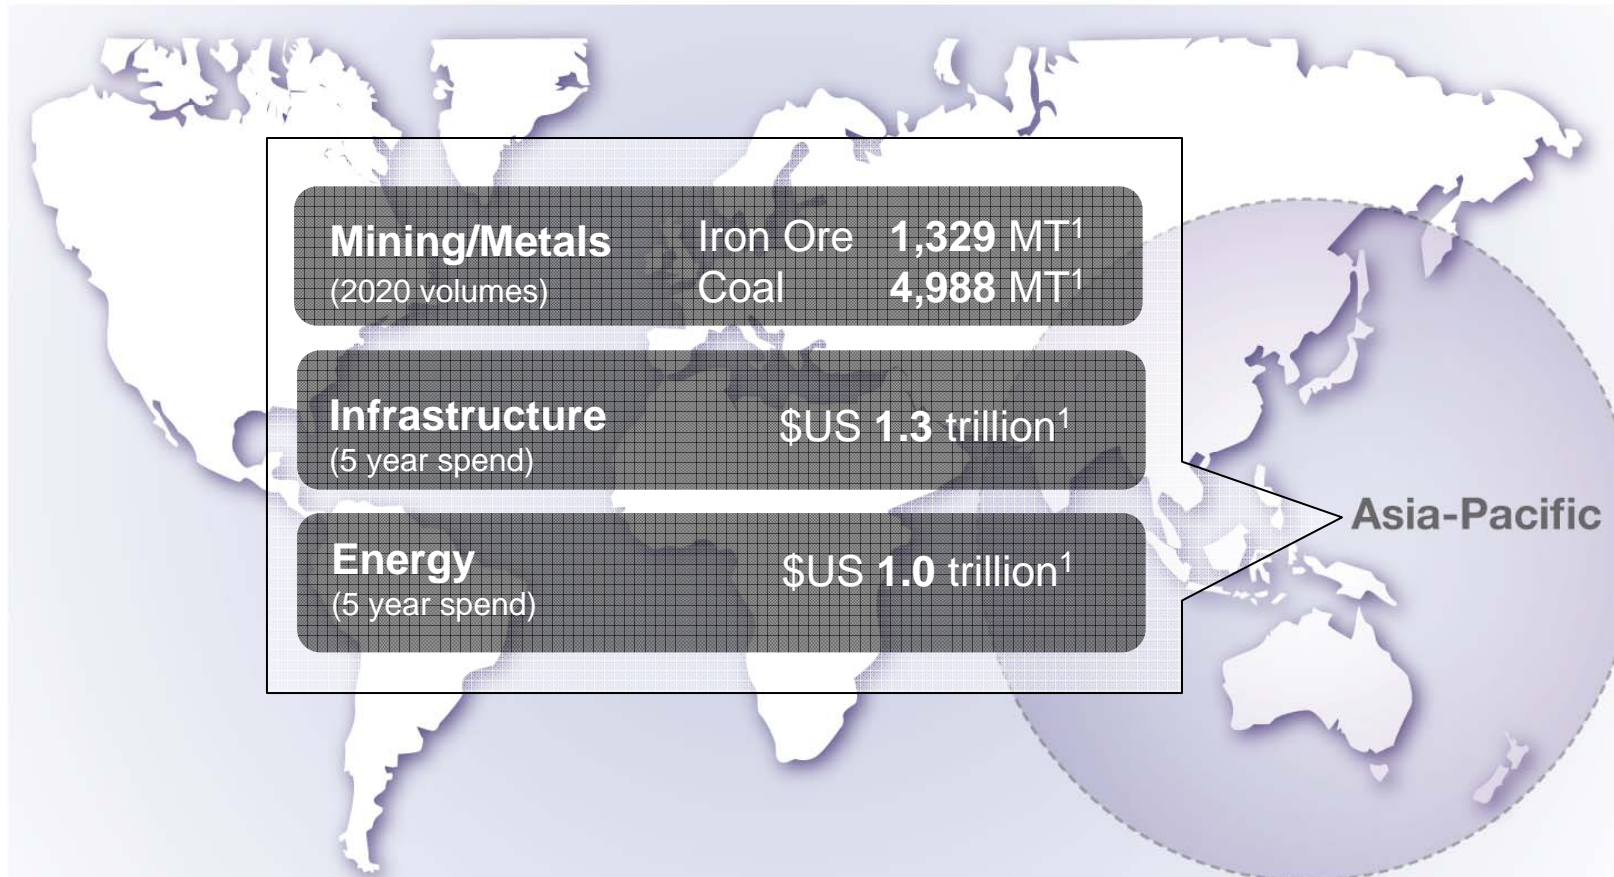 Mining/Metals
(2020 volumes)
Iron Ore 1,329 MT¹
Coal 4,988 MT¹
Infrastructure
(5 year spend)
$US 1.3 trillion¹
Energy
(5 year spend)
$US 1.0 trillion¹
Asia-Pacific